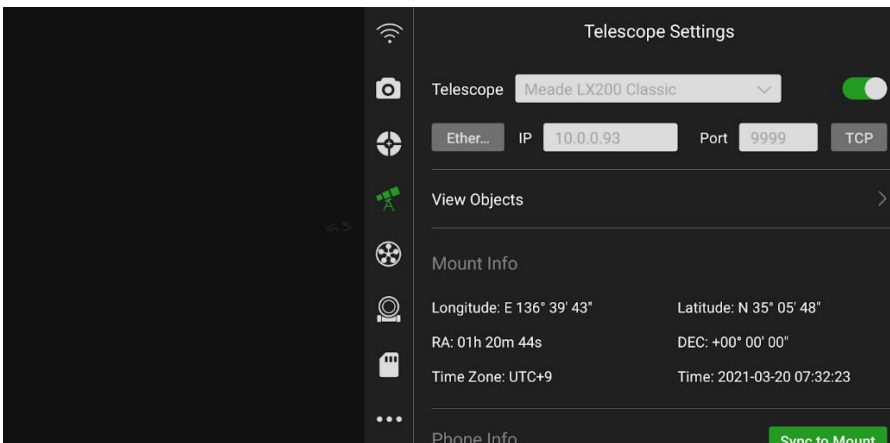 Telescope Settings
Telescope Meade LX200 Classic
Ether... IP 10.0.0.93 Port 9999 TCP
View Objects
Mount Info
Longitude: E 136° 39' 43" Latitude: N 35° 05' 48"
RA: 01h 20m 44s DEC: +00° 00' 00"
Time Zone: UTC+9 Time: 2021-03-20 07:32:23
Phone Info Sync to Mount